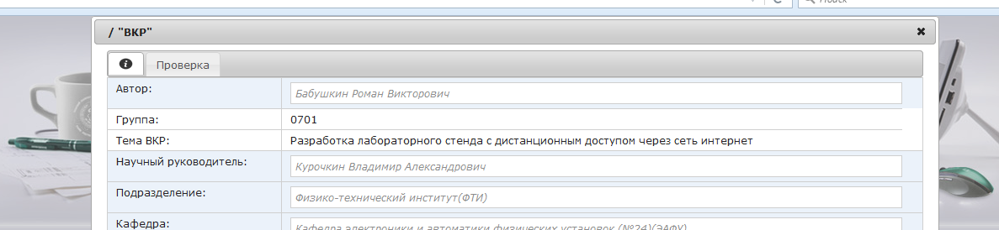 Поиск
/ "ВКР"
Проверка
Автор: Бабушкин Роман Викторович
Группа: 0701
Тема ВКР: Разработка лабораторного стенда с дистанционным доступом через сеть интернет
Научный руководитель: Курочкин Владимир Александрович
Подразделение: Физико-технический институт(ФТИ)
Кафедра: Кафедра электроники и автоматики физических установок (№24)(ЭАФУ)